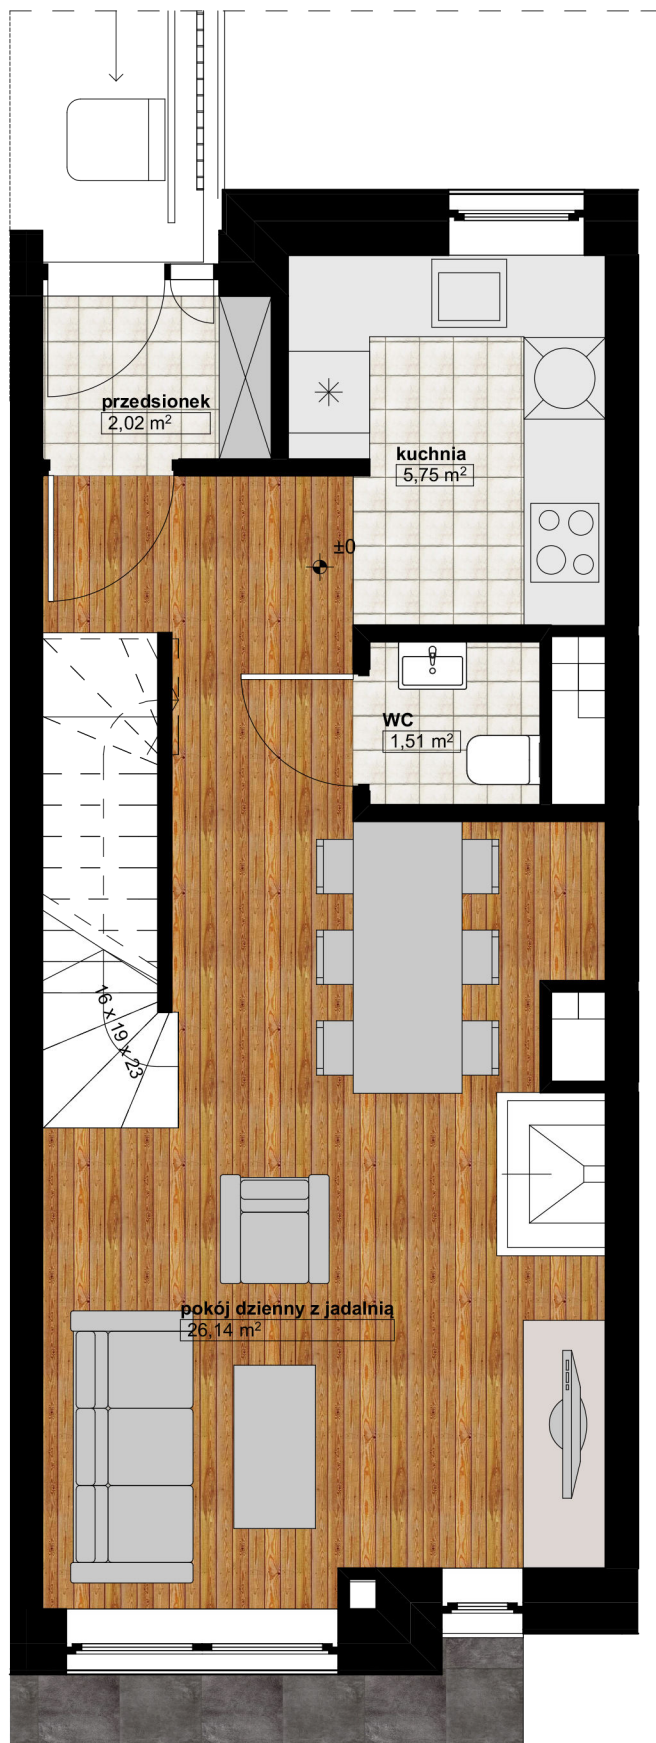 przedsionek
2,02 m²
kuchnia
5,75 m²
±0
WC
1,51 m²
16 x 19 x 23
pokój dzienny z jadalnią
26,14 m²